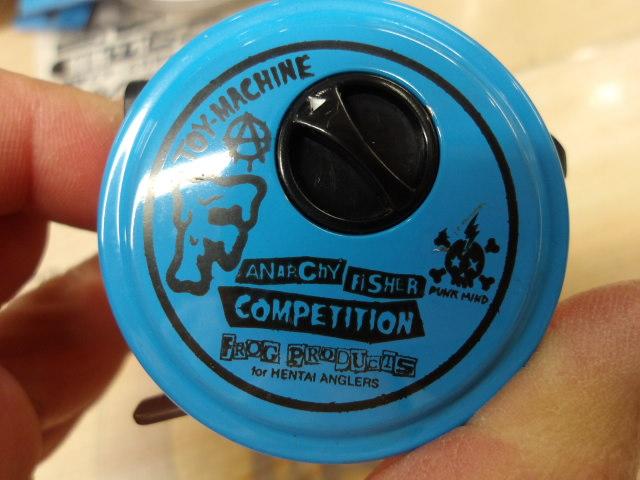 TOY-MACHINE
ANARCHY FISHER
COMPETITION
FROG PRODUCTS
for HENTAI ANGLERS
PUNK MIND